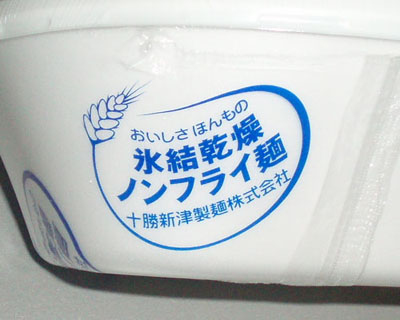 おいしさほんもの
氷結乾燥
ノンフライ麺
十勝新津製麺株式会社